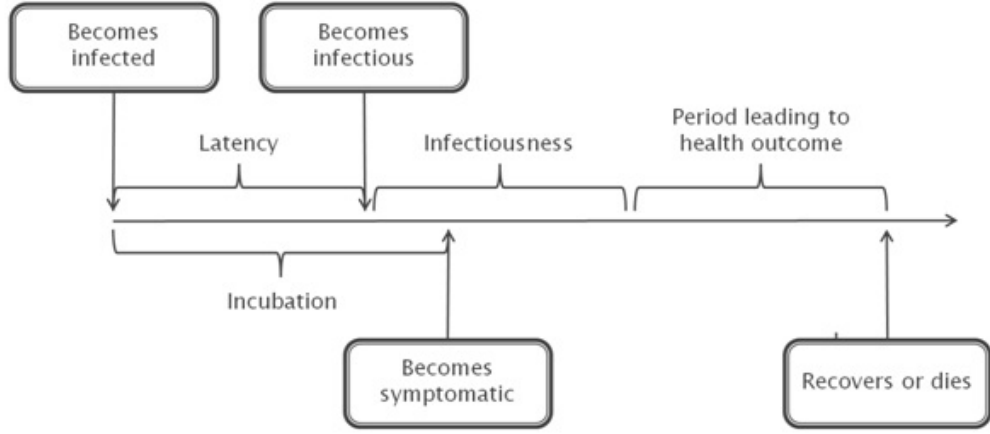 Becomes
infected
Becomes
infectious
Latency
Infectiousness
Period leading to
health outcome
Incubation
Becomes
symptomatic
Recovers or dies